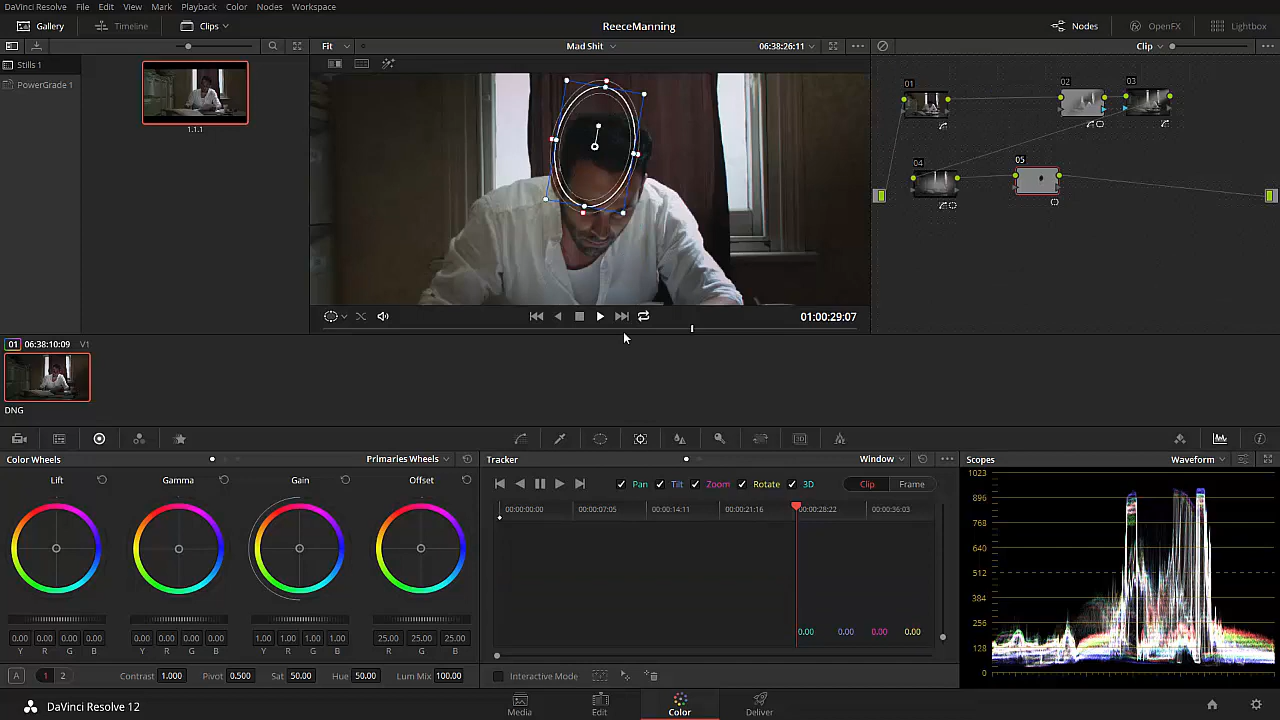 DaVinci Resolve File Edit View Mark Playback Color Nodes Workspace
Gallery Timeline Clips ReeceManning Nodes OpenFX Lightbox
Fit Mad Shit 06:38:26:11 Clip
Stills 1
PowerGrade 1
1.1.1
01 02 03
04 05
01:00:29:07
01 06:38:10:09 V1
DNG
Color Wheels Primaries Wheels Tracker Window Scopes Waveform
Lift Gamma Gain Offset
Pan Tilt Zoom Rotate 3D Clip Frame
00:00:00:00 00:00:07:05 00:00:14:11 00:00:21:16 00:00:28:22 00:00:36:03
1023
896
768
640
512
384
256
128
0
0.00 0.00 0.00 0.00
0.00 0.00 0.00 0.00 0.00 0.00 0.00 0.00 1.00 1.00 1.00 1.00 25.00 25.00 25.00
Y R G B Y R G B Y R G B R G B
A 1 2 Contrast 1.000 Pivot 0.500 Sat 50.00 Hue 50.00 Lum Mix 100.00 Interactive Mode
DaVinci Resolve 12 Media Edit Color Deliver